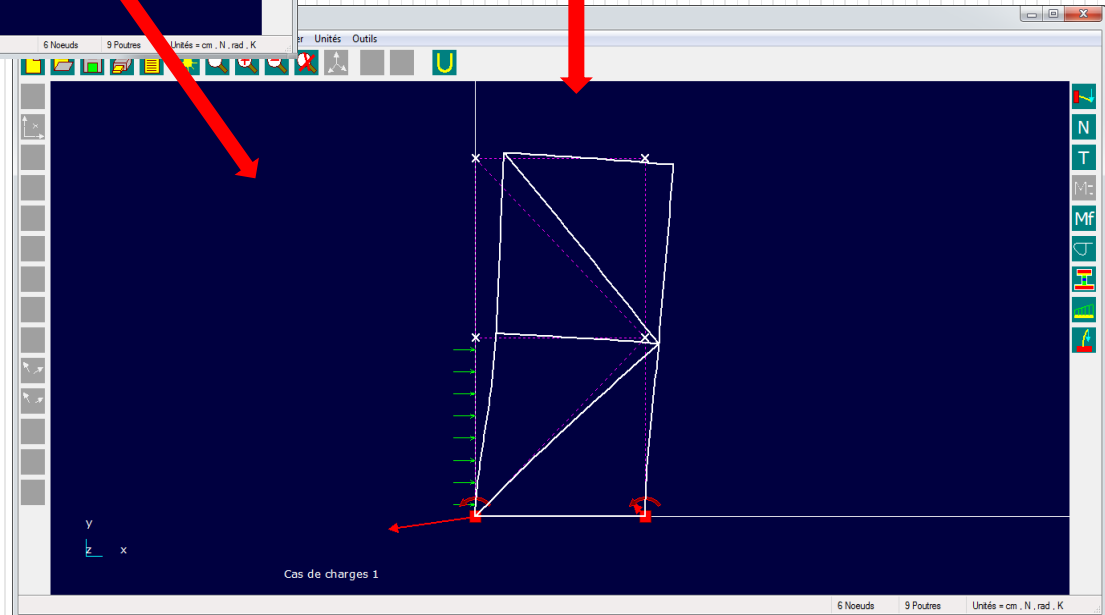 6 Noeuds 9 Poutres Unités = cm , N , rad , K
er Unités Outils
U
N
T
Mz
Mf
y
z x
Cas de charges 1
6 Noeuds 9 Poutres Unités = cm , N , rad , K